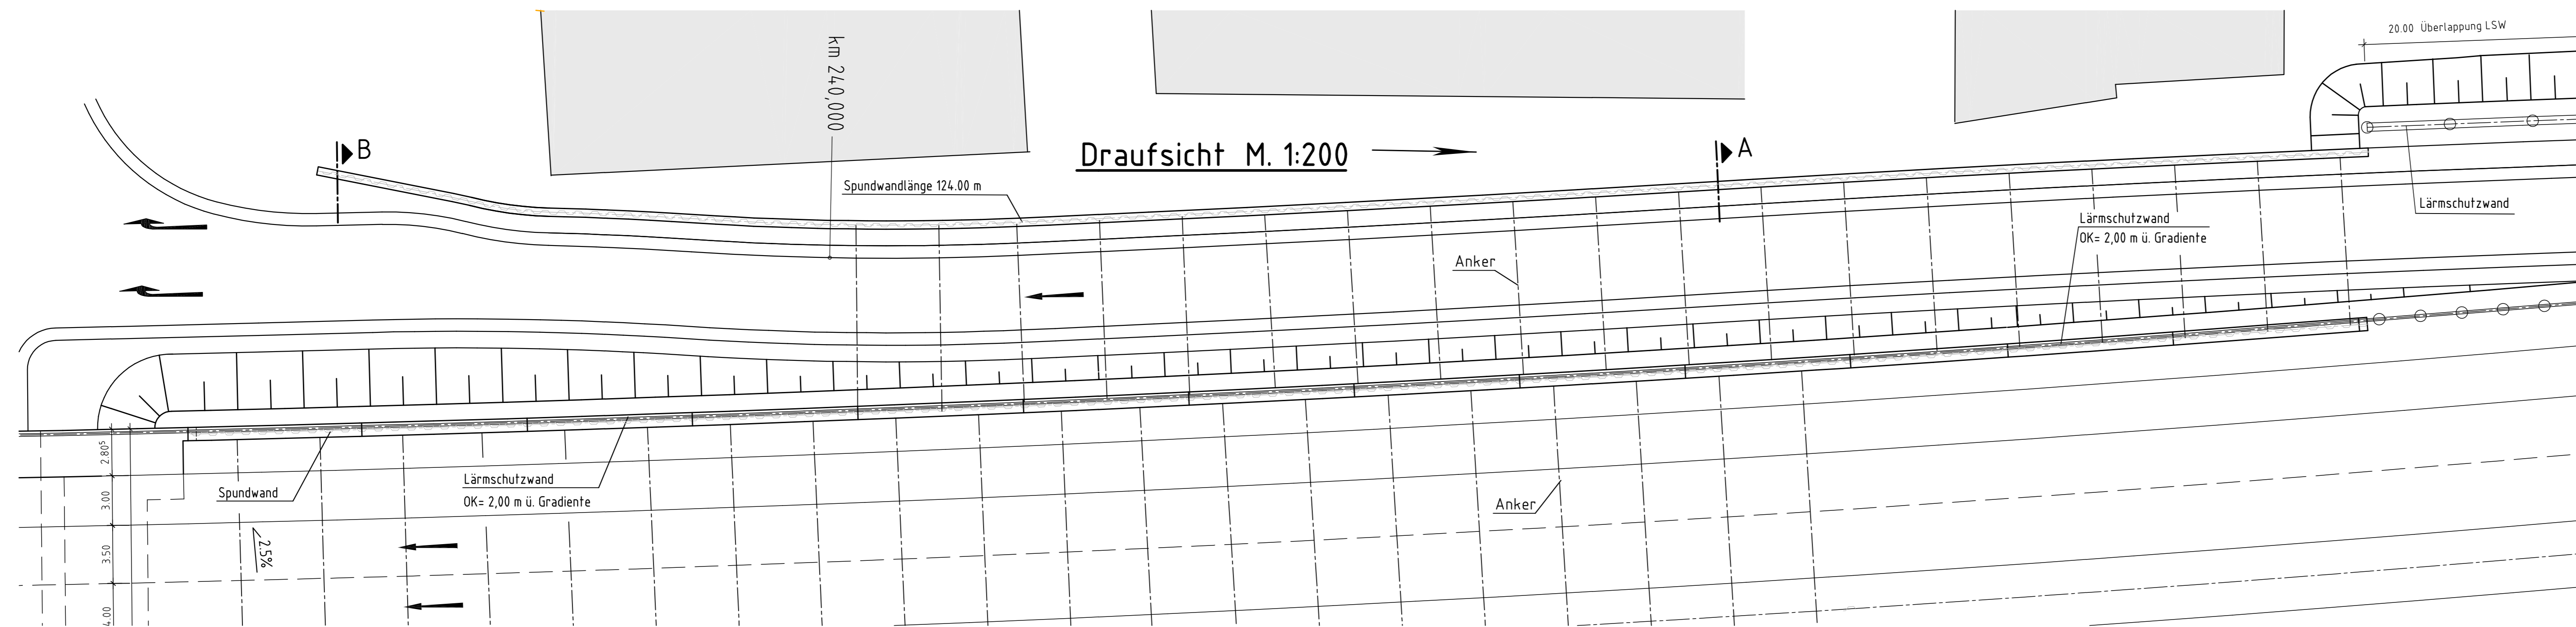 20.00 Überlappung LSW
km 240,000
B
Draufsicht M. 1:200
A
Spundwandlänge 124.00 m
Lärmschutzwand
Lärmschutzwand
OK= 2,00 m ü. Gradiente
Anker
2.80⁵
Spundwand
Lärmschutzwand
OK= 2,00 m ü. Gradiente
Anker
3.00
2.5%
3.50
4.00